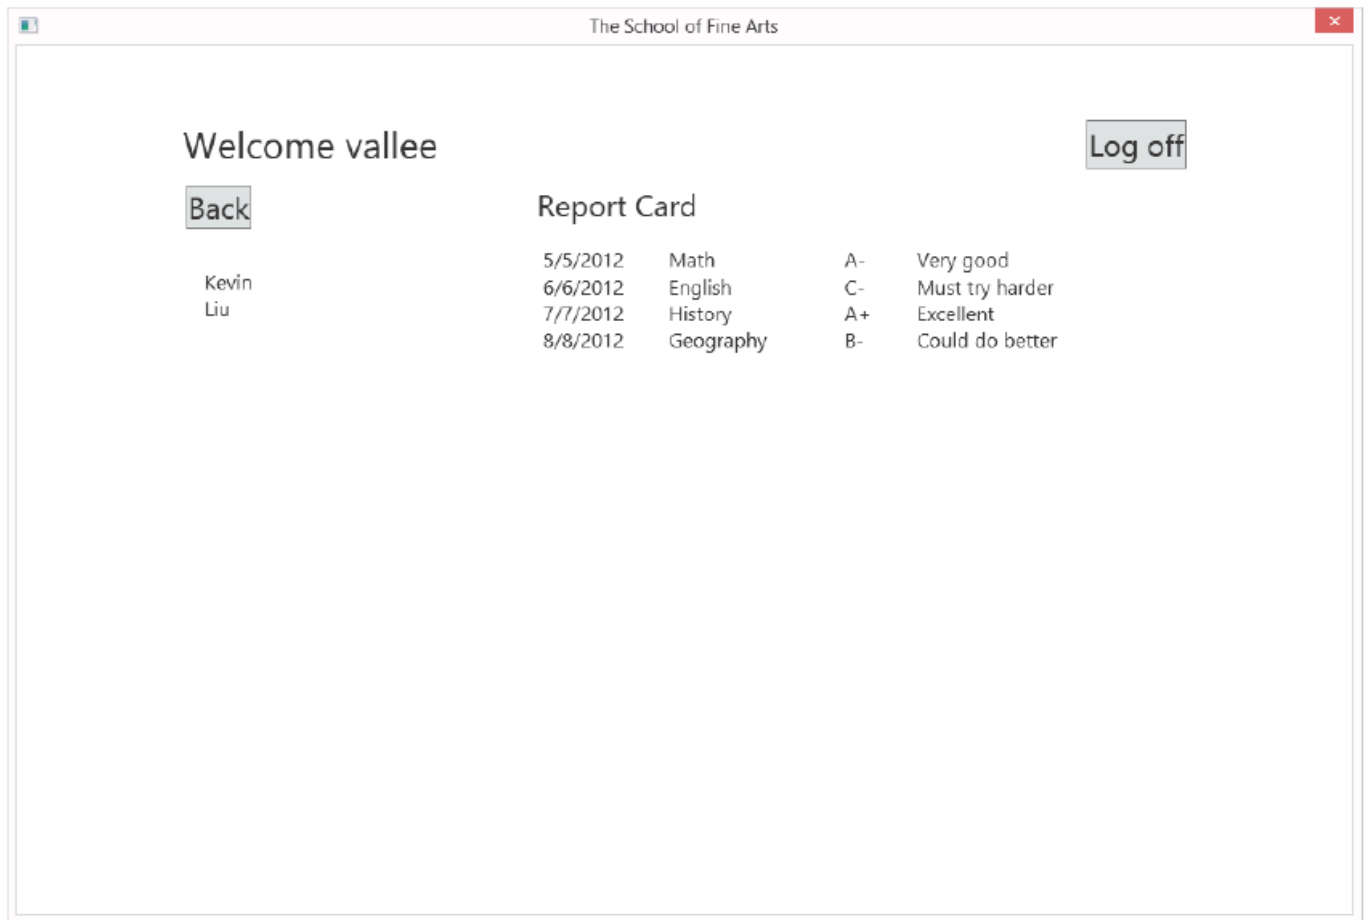 The School of Fine Arts
Welcome vallee
Log off
Back
Report Card
Kevin
Liu
5/5/2012 Math A- Very good
6/6/2012 English C- Must try harder
7/7/2012 History A+ Excellent
8/8/2012 Geography B- Could do better